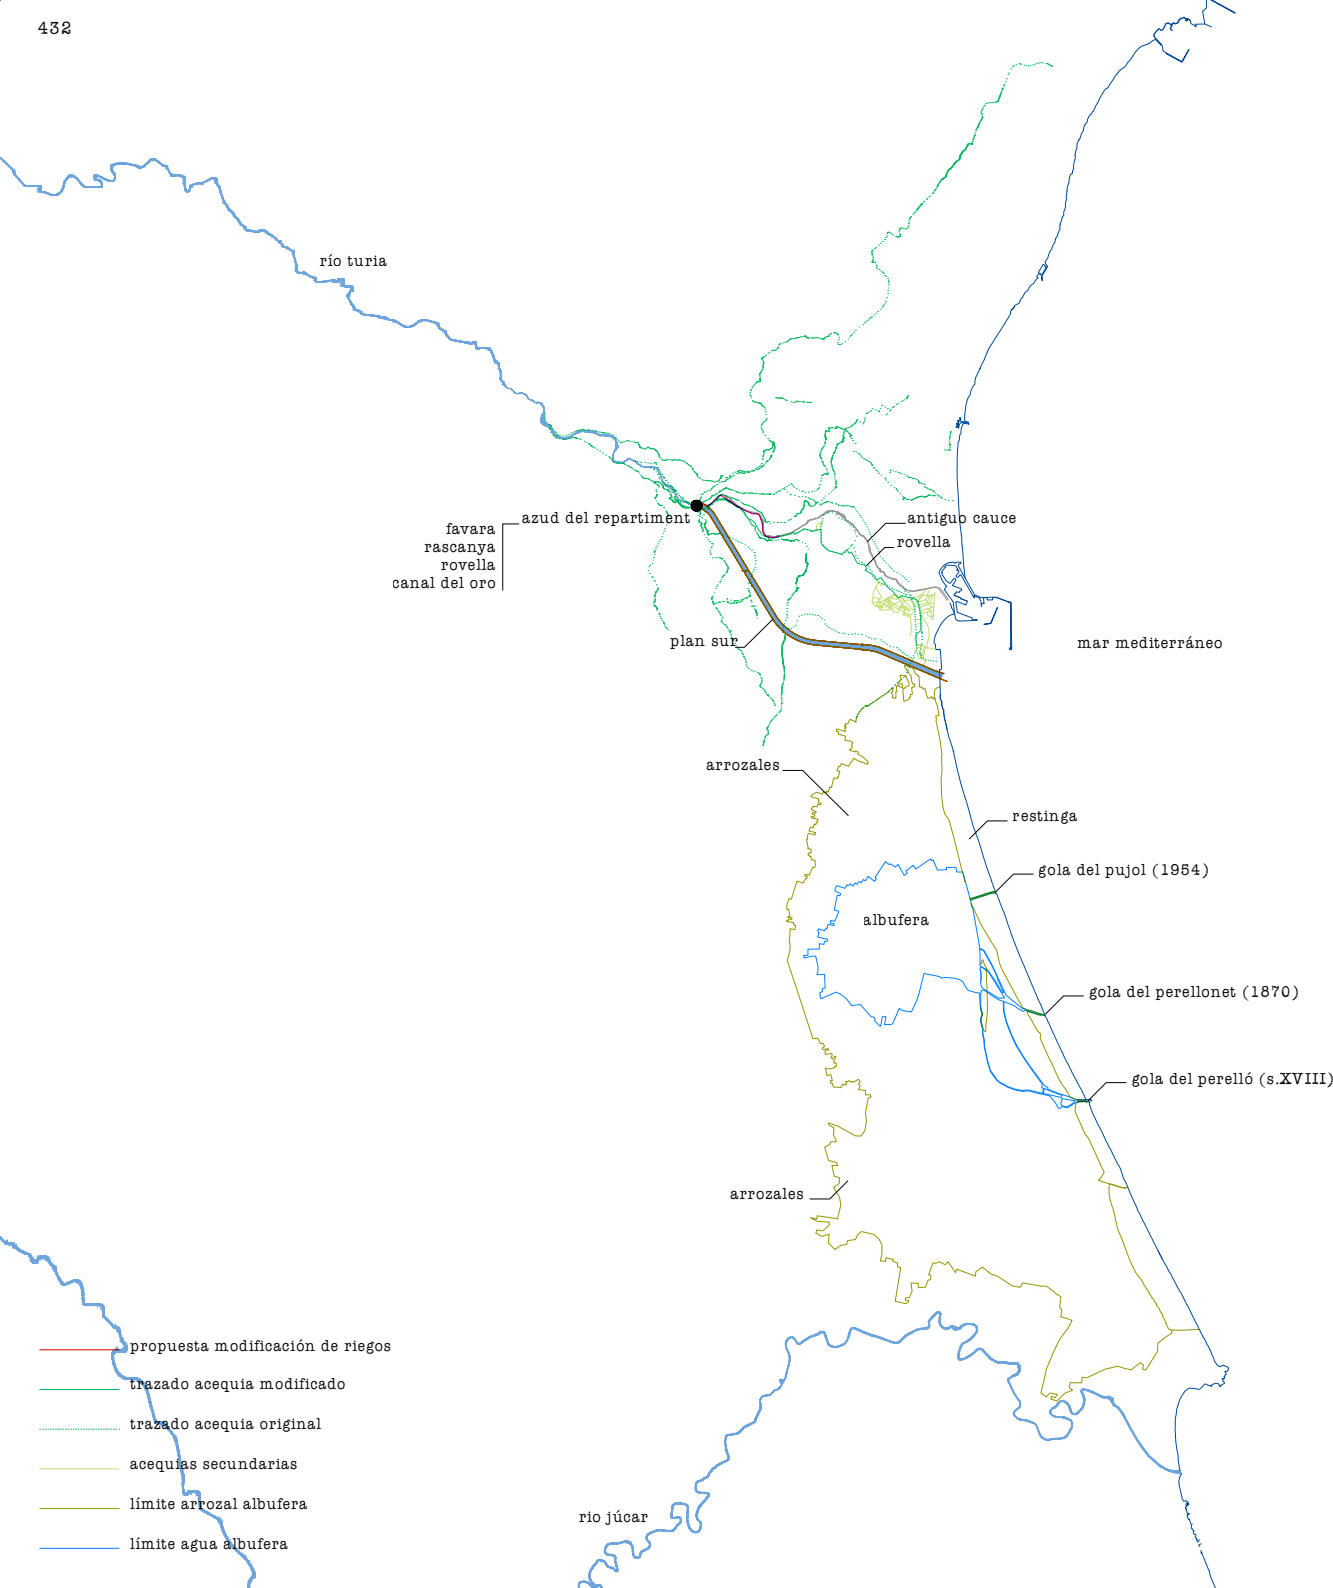 432
río turia
azud del repartiment
favara
rascanya
rovella
canal del oro
antiguo cauce
rovella
plan sur
mar mediterráneo
arrozales
restinga
gola del pujol (1954)
albufera
gola del perellonet (1870)
gola del perelló (s.XVIII)
arrozales
propuesta modificación de riegos
trazado acequia modificado
trazado acequia original
acequias secundarias
límite arrozal albufera
límite agua albufera
rio júcar